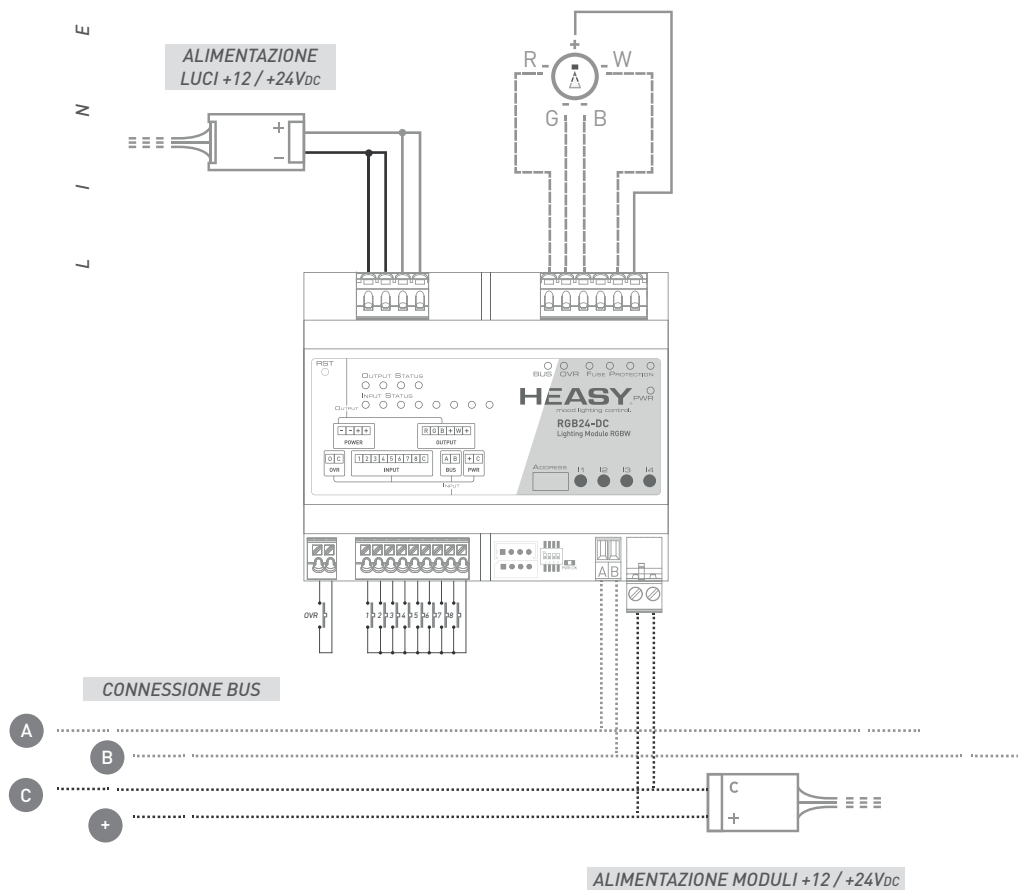 L I N E
ALIMENTAZIONE
LUCI +12 / +24VDC
+
−
+
R - - W
- -
G B
RST
OUTPUT STATUS
INPUT STATUS
OUTPUT
- - + +
POWER
R G B + W +
OUTPUT
O C
OVR
1 2 3 4 5 6 7 8 C
INPUT
A B
BUS
+ C
PWR
INPUT
BUS OVR FUSE PROTECTION
PWR
HEASY
mood lighting control.
RGB24-DC
Lighting Module RGBW
ADDRESS I1 I2 I3 I4
A B
OVR
1 2 3 4 5 6 7 8
CONNESSIONE BUS
A
B
C
+
C
+
ALIMENTAZIONE MODULI +12 / +24VDC